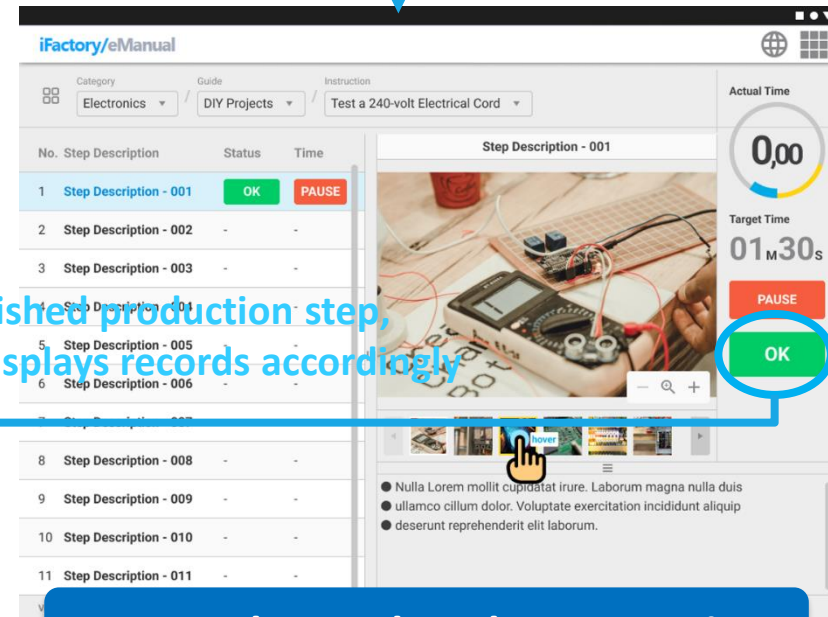 iFactory/eManual
Category
Guide
Instruction
Electronics / DIY Projects / Test a 240-volt Electrical Cord
Actual Time
0,00
Target Time
01M30s
PAUSE
OK
No. Step Description Status Time
1 Step Description - 001 OK PAUSE
2 Step Description - 002 - -
3 Step Description - 003 - -
Step Description - 004
5 Step Description - 005 - -
6 Step Description - 006 - -
8 Step Description - 008 - -
9 Step Description - 009 - -
10 Step Description - 010 - -
11 Step Description - 011 - -
production step,
records accordingly
Step Description - 001
hover
● Nulla Lorem mollit cupidatat irure. Laborum magna nulla duis
● ullamco cillum dolor. Voluptate exercitation incididunt aliquip
● deserunt reprehenderit elit laborum.